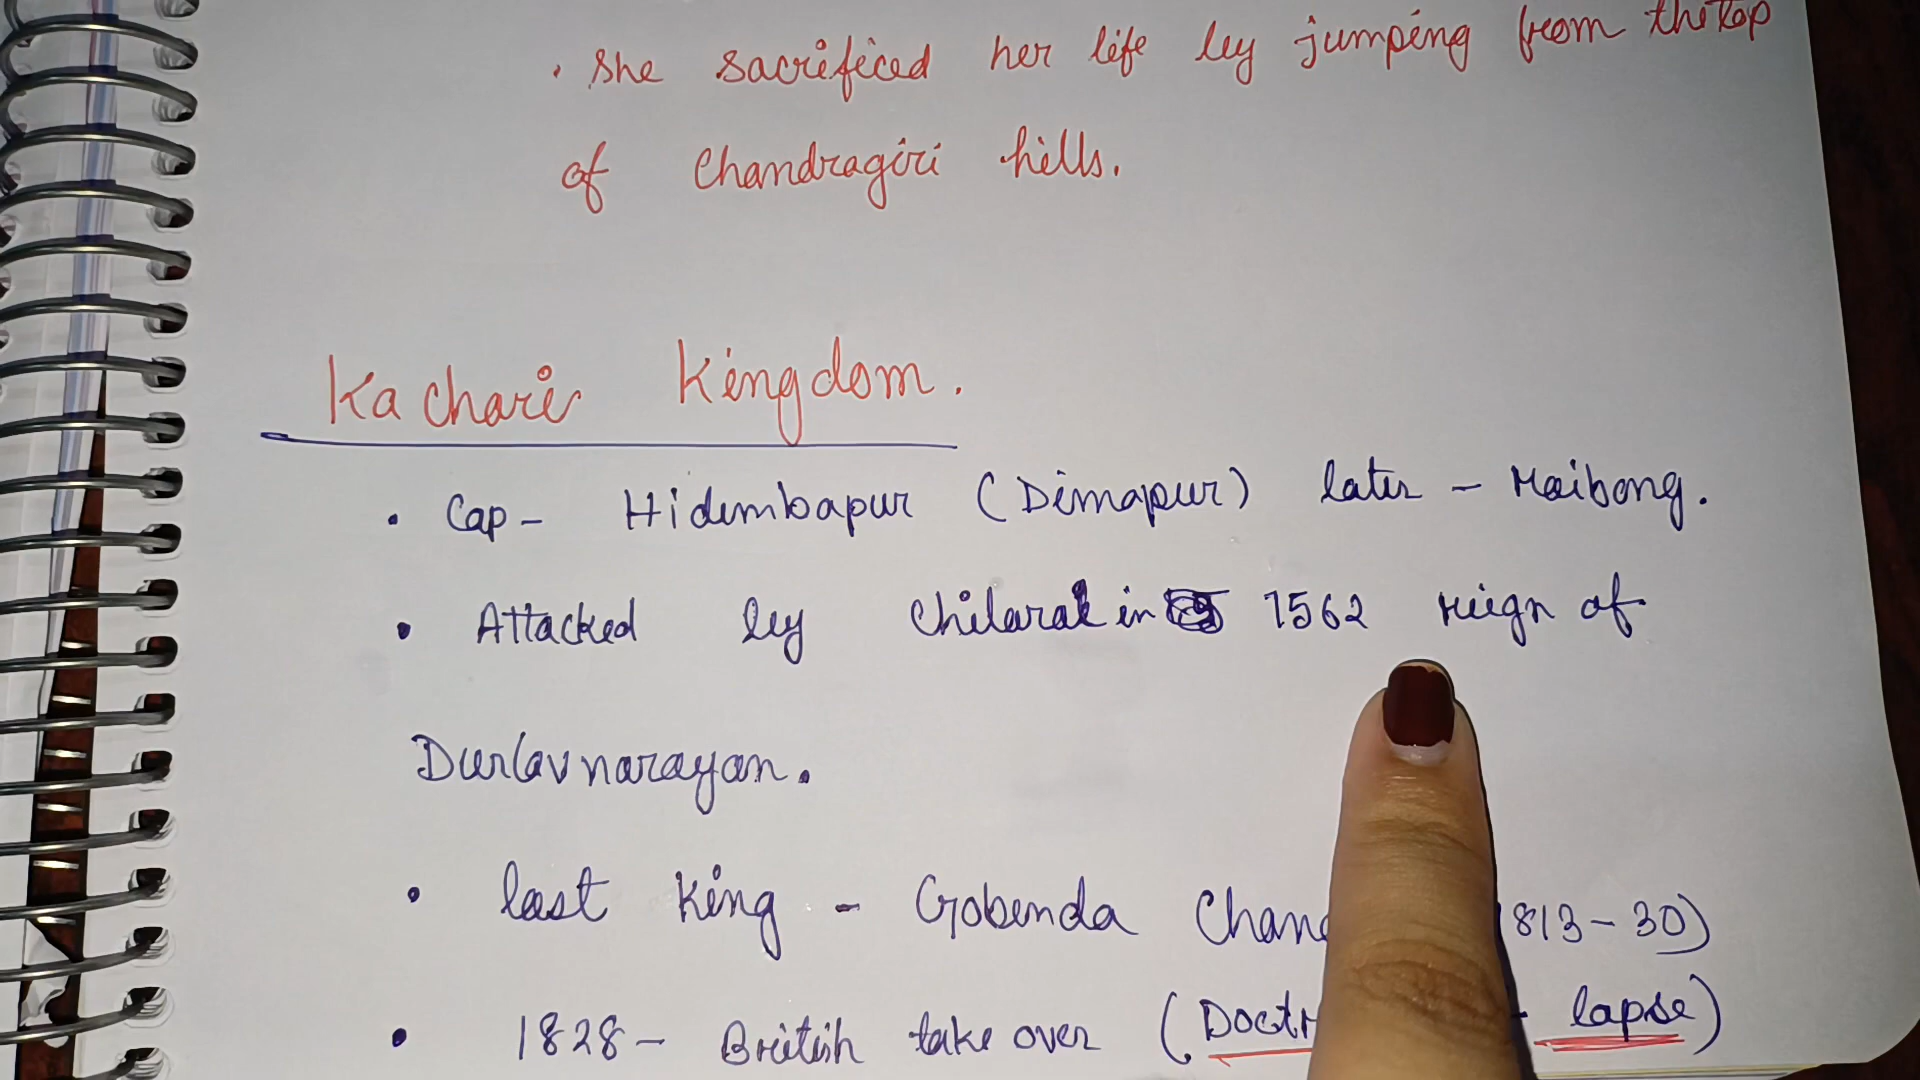 • She sacrificed her life by jumping from the top
of Chandragiri hills.
Kachari Kingdom.
• Cap - Hidimbapur (Dimapur) later - Maibong.
• Attacked by Chilarai in 1562 reign of
Durlavnarayan.
• last King - Gobinda Chan 1813-30)
• 1828 - British take over (Doctr lapse)